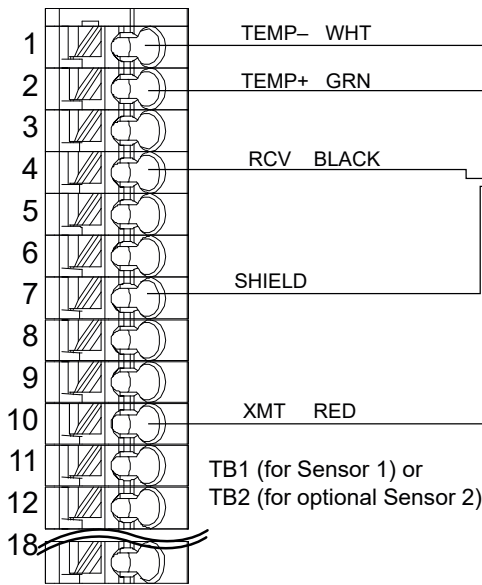 1 TEMP– WHT
2 TEMP+ GRN
3
4 RCV BLACK
5
6
7 SHIELD
8
9
10 XMT RED
11
TB1 (for Sensor 1) or
12
TB2 (for optional Sensor 2)
18